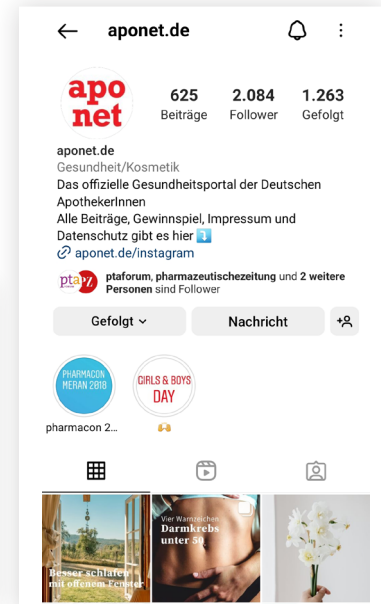 aponet.de
apo
net
625 2.084 1.263
Beiträge Follower Gefolgt
aponet.de
Gesundheit/Kosmetik
Das offizielle Gesundheitsportal der Deutschen
ApothekerInnen
Alle Beiträge, Gewinnspiel, Impressum und
Datenschutz gibt es hier ⬇️
aponet.de/instagram
pta PZ
ptaforum, pharmazeutischezeitung und 2 weitere
Personen sind Follower
Gefolgt Nachricht
PHARMACON
MERAN 2018
GIRLS & BOYS
DAY
pharmacon 2... 🙌
Besser schlafen
mit offenem Fenster
Vier Warnzeichen
Darmkrebs
unter 50